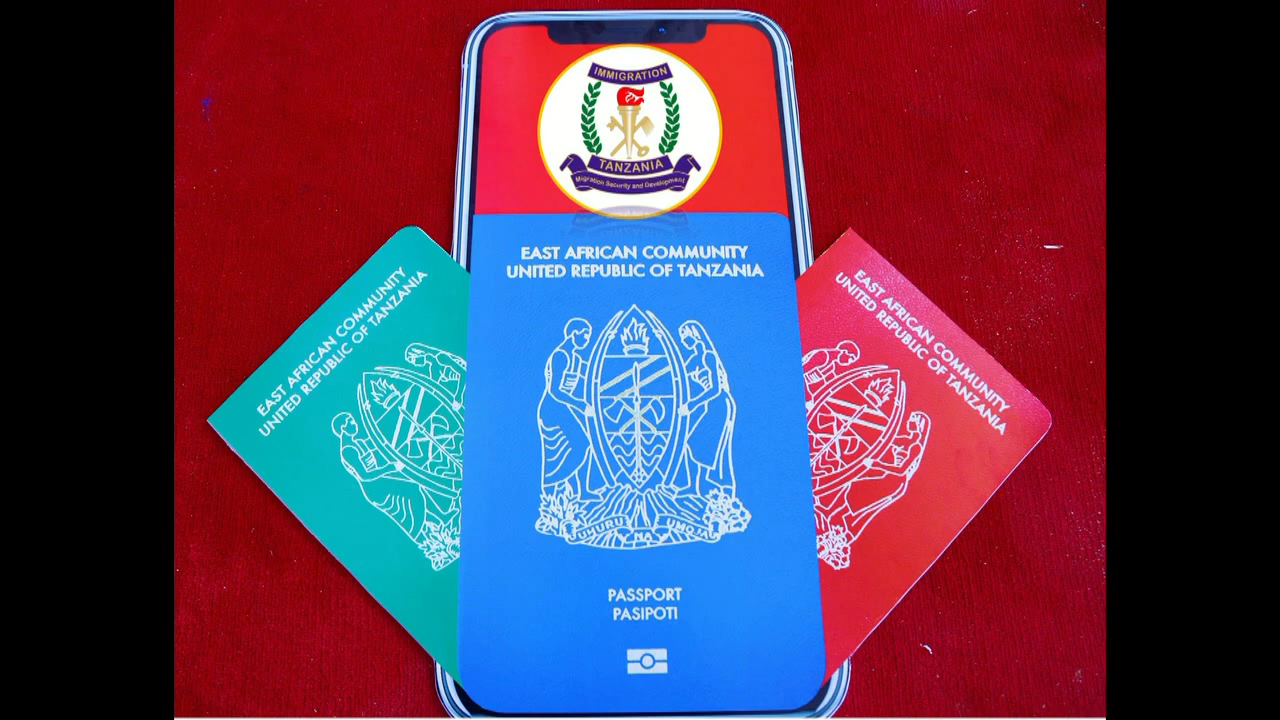 IMMIGRATION
TANZANIA
Migration Security and Development
EAST AFRICAN COMMUNITY
UNITED REPUBLIC OF TANZANIA
UHURU NA UMOJA
PASSPORT
PASIPOTI
EAST AFRICAN COMMUNITY
UNITED REPUBLIC OF TANZANIA
EAST AFRICAN COMMUNITY
UNITED REPUBLIC OF TANZANIA